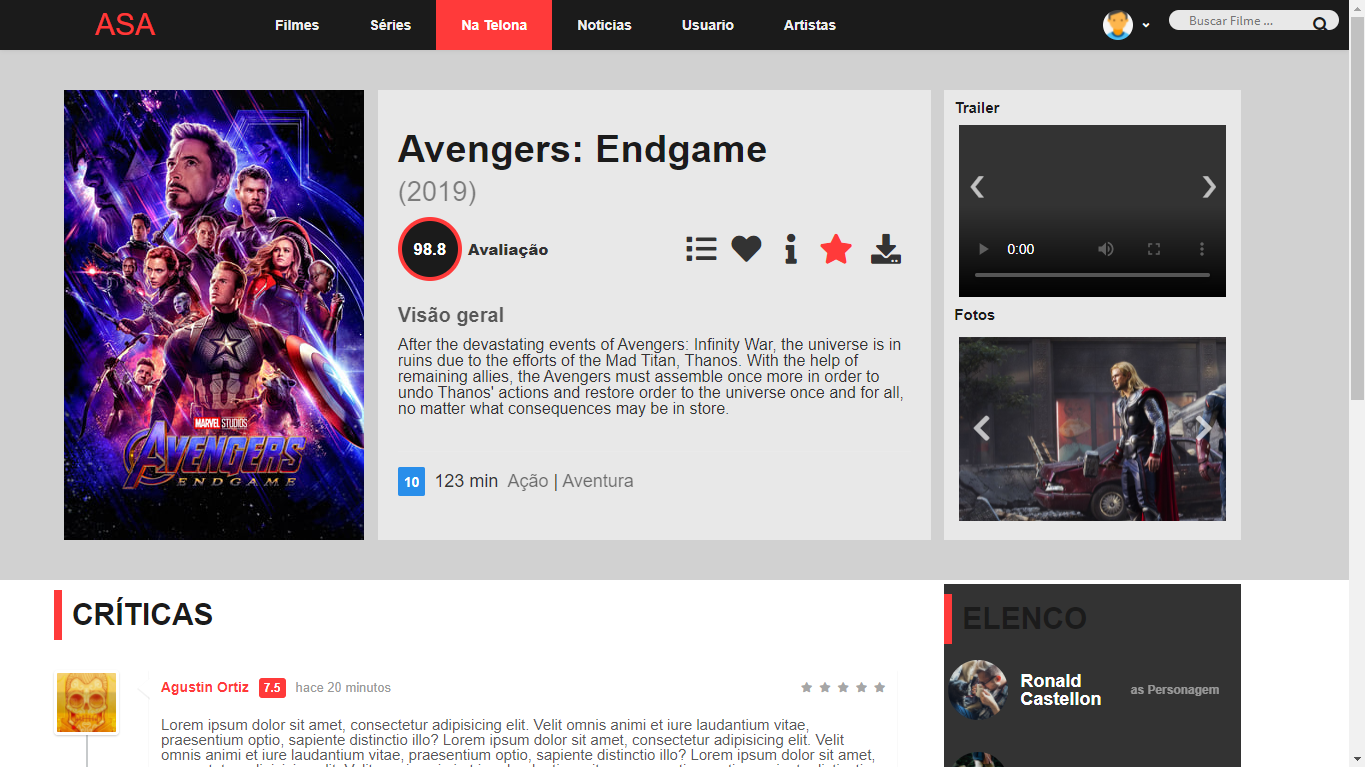 ASA
Filmes
Séries
Na Telona
Noticias
Usuario
Artistas
Buscar Filme ...
Avengers: Endgame
(2019)
98.8
Avaliação
Visão geral
After the devastating events of Avengers: Infinity War, the universe is in
ruins due to the efforts of the Mad Titan, Thanos. With the help of
remaining allies, the Avengers must assemble once more in order to
undo Thanos' actions and restore order to the universe once and for all,
no matter what consequences may be in store.
10 123 min Ação | Aventura
MARVEL STUDIOS
AVENGERS
ENDGAME
Trailer
0:00
Fotos
CRÍTICAS
Agustin Ortiz 7.5 hace 20 minutos
Lorem ipsum dolor sit amet, consectetur adipisicing elit. Velit omnis animi et iure laudantium vitae,
praesentium optio, sapiente distinctio illo? Lorem ipsum dolor sit amet, consectetur adipisicing elit. Velit
omnis animi et iure laudantium vitae, praesentium optio, sapiente distinctio illo? Lorem ipsum dolor sit amet,
ELENCO
Ronald
Castellon
as Personagem